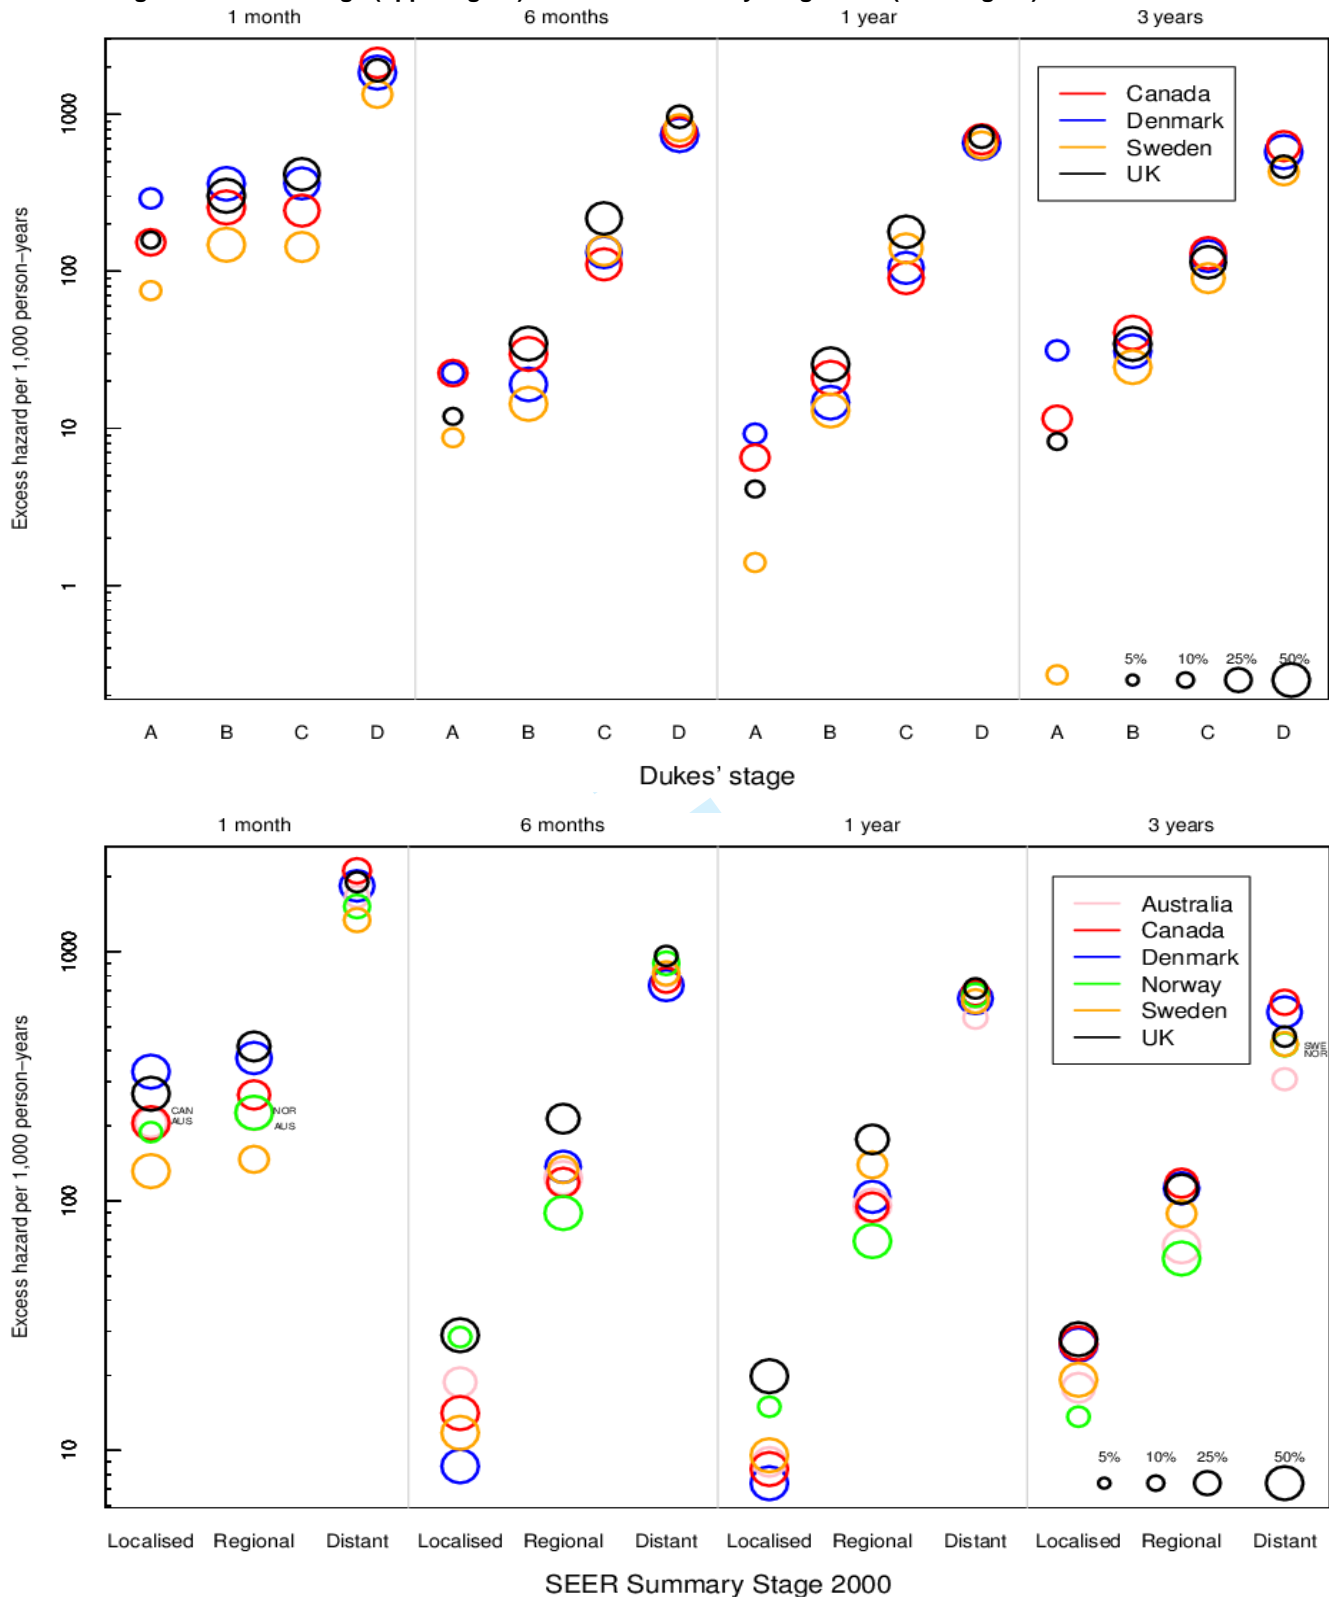 1 month 6 months 1 year 3 years
Excess hazard per 1,000 person−years
1000
100
10
1
Canada
Denmark
Sweden
UK
5% 10% 25% 50%
A B C D A B C D A B C D A B C D
Dukes' stage
1 month 6 months 1 year 3 years
Excess hazard per 1,000 person−years
1000
100
10
Australia
Canada
Denmark
Norway
Sweden
UK
SWE
NOR
CAN
AUS
NOR
AUS
5% 10% 25% 50%
Localised Regional Distant Localised Regional Distant Localised Regional Distant Localised Regional Distant
SEER Summary Stage 2000